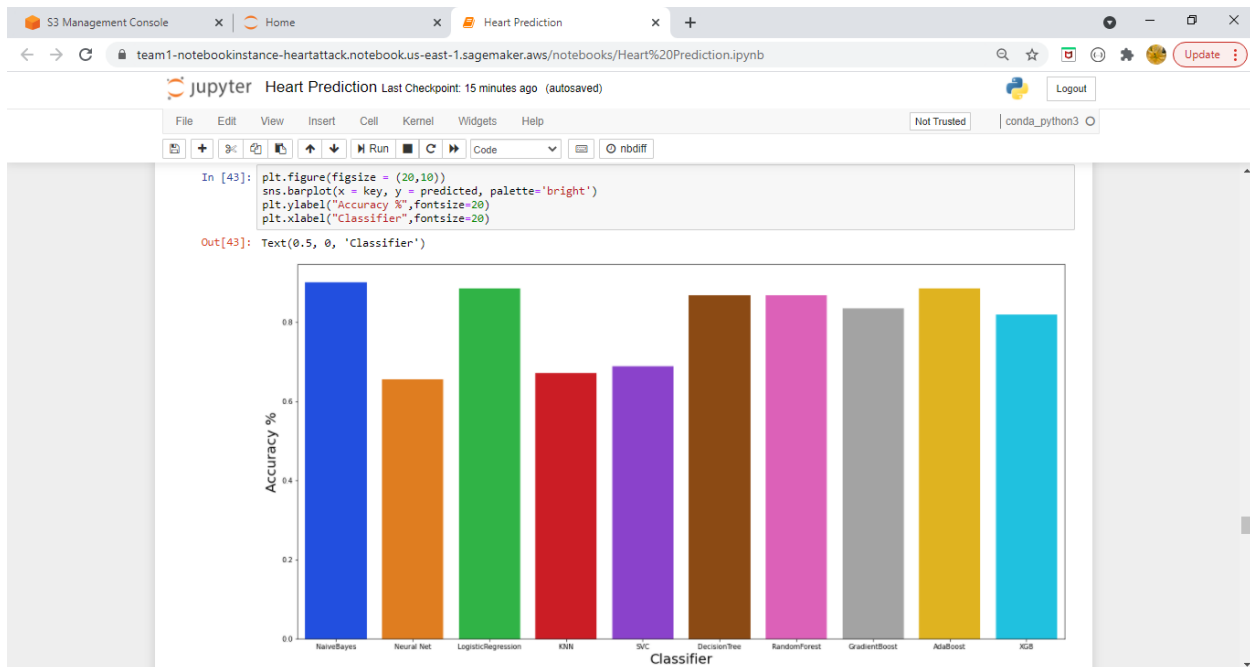 S3 Management Console
Home
Heart Prediction
team1-notebookinstance-heartattack.notebook.us-east-1.sagemaker.aws/notebooks/Heart%20Prediction.ipynb
Update
jupyter Heart Prediction Last Checkpoint: 15 minutes ago (autosaved)
Logout
File Edit View Insert Cell Kernel Widgets Help
Not Trusted
conda_python3
Run
Code
nbdiff
In [43]: plt.figure(figsize = (20,10))
sns.barplot(x = key, y = predicted, palette='bright')
plt.ylabel("Accuracy %",fontsize=20)
plt.xlabel("Classifier",fontsize=20)
Out[43]: Text(0.5, 0, 'Classifier')
0.8
0.6
Accuracy %
0.4
0.2
0.0
NaiveBayes Neural Net LogisticRegression KNN SVC DecisionTree RandomForest GradientBoost AdaBoost XGB
Classifier